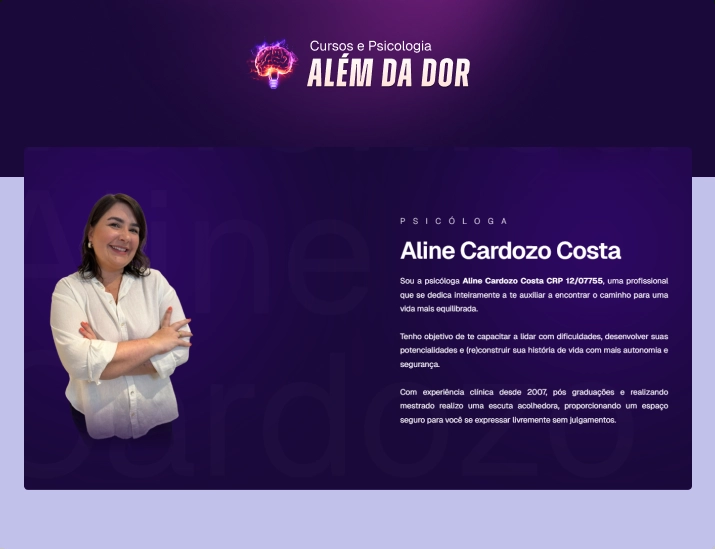 Cursos e Psicologia
ALÉM DA DOR
Aline
Cardozo
PSICÓLOGA
Aline Cardozo Costa
Sou a psicóloga Aline Cardozo Costa CRP 12/07755, uma profissional
que se dedica inteiramente a te auxiliar a encontrar o caminho para uma
vida mais equilibrada.
Tenho objetivo de te capacitar a lidar com dificuldades, desenvolver suas
potencialidades e (re)construir sua história de vida com mais autonomia e
segurança.
Com experiência clínica desde 2007, pós graduações e realizando
mestrado realizo uma escuta acolhedora, proporcionando um espaço
seguro para você se expressar livremente sem julgamentos.